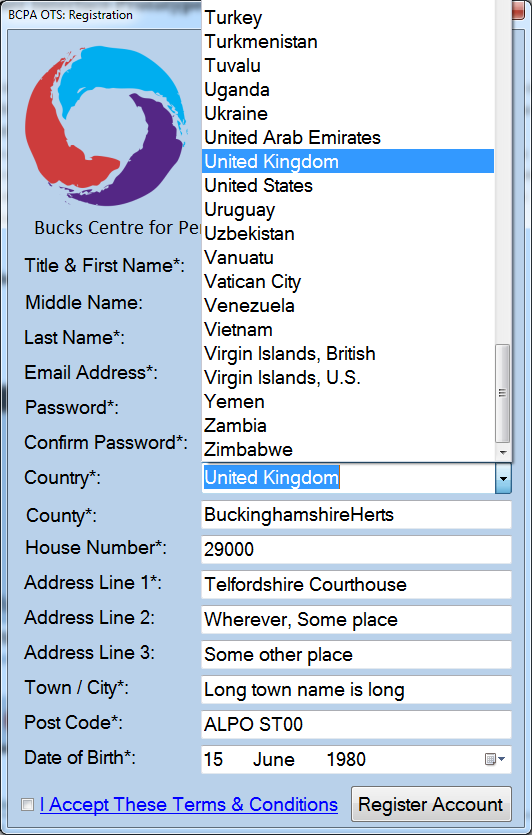 BCPA OTS: Registration
Turkey
Turkmenistan
Tuvalu
Uganda
Ukraine
United Arab Emirates
United Kingdom
United States
Uruguay
Uzbekistan
Vanuatu
Vatican City
Venezuela
Vietnam
Virgin Islands, British
Virgin Islands, U.S.
Yemen
Zambia
Zimbabwe
Bucks Centre for Per
Title & First Name*:
Middle Name:
Last Name*:
Email Address*:
Password*:
Confirm Password*:
Country*: United Kingdom
County*: BuckinghamshireHerts
House Number*: 29000
Address Line 1*: Telfordshire Courthouse
Address Line 2: Wherever, Some place
Address Line 3: Some other place
Town / City*: Long town name is long
Post Code*: ALPO ST00
Date of Birth*: 15 June 1980
I Accept These Terms & Conditions Register Account